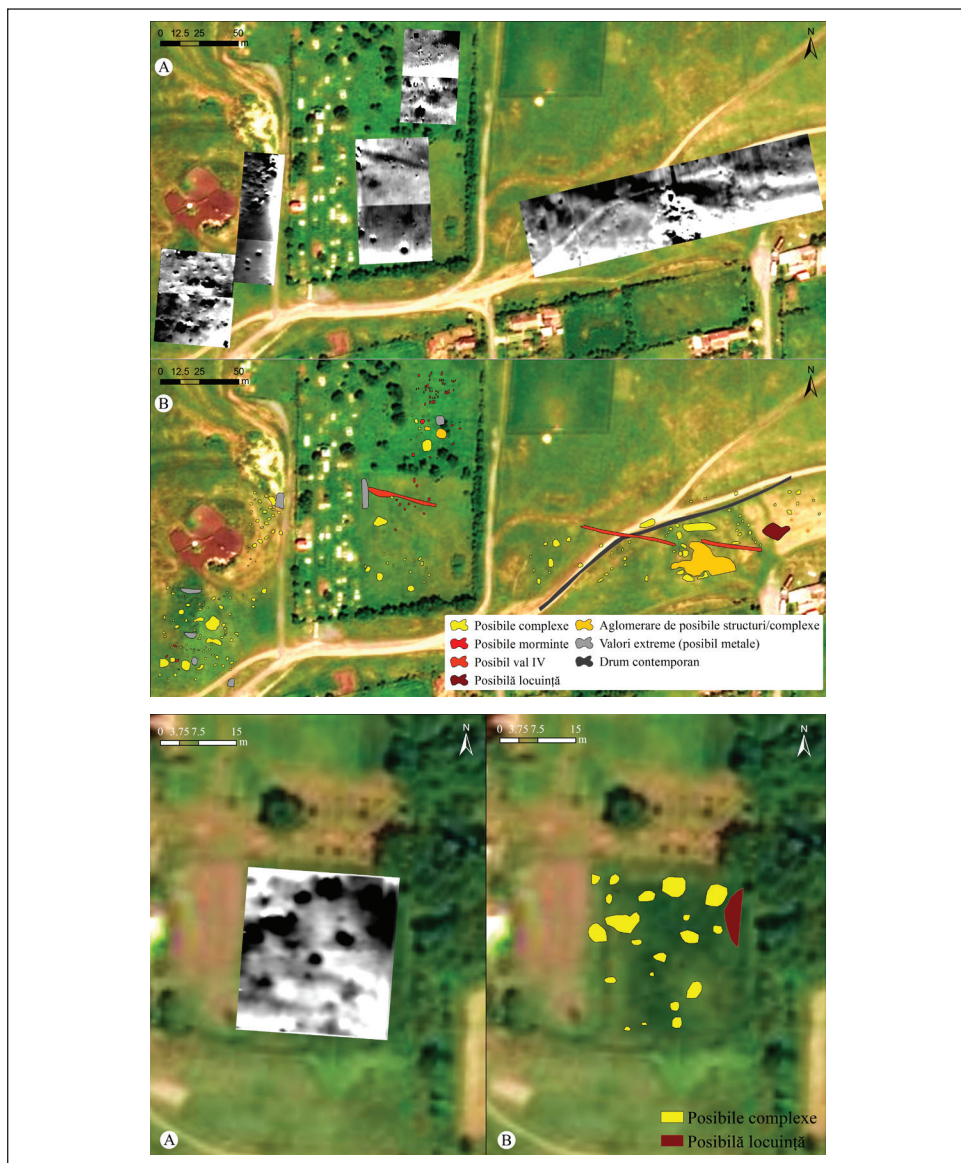 0 12.5 25 50
m
N
A
0 12.5 25 50
m
N
B
Posibile complexe
Posibile morminte
Posibil val IV
Posibilă locuință
Aglomerare de posibile structuri/complexe
Valori extreme (posibil metale)
Drum contemporan
0 3.75 7.5 15
m
N
A
0 3.75 7.5 15
m
N
B
Posibile complexe
Posibilă locuință